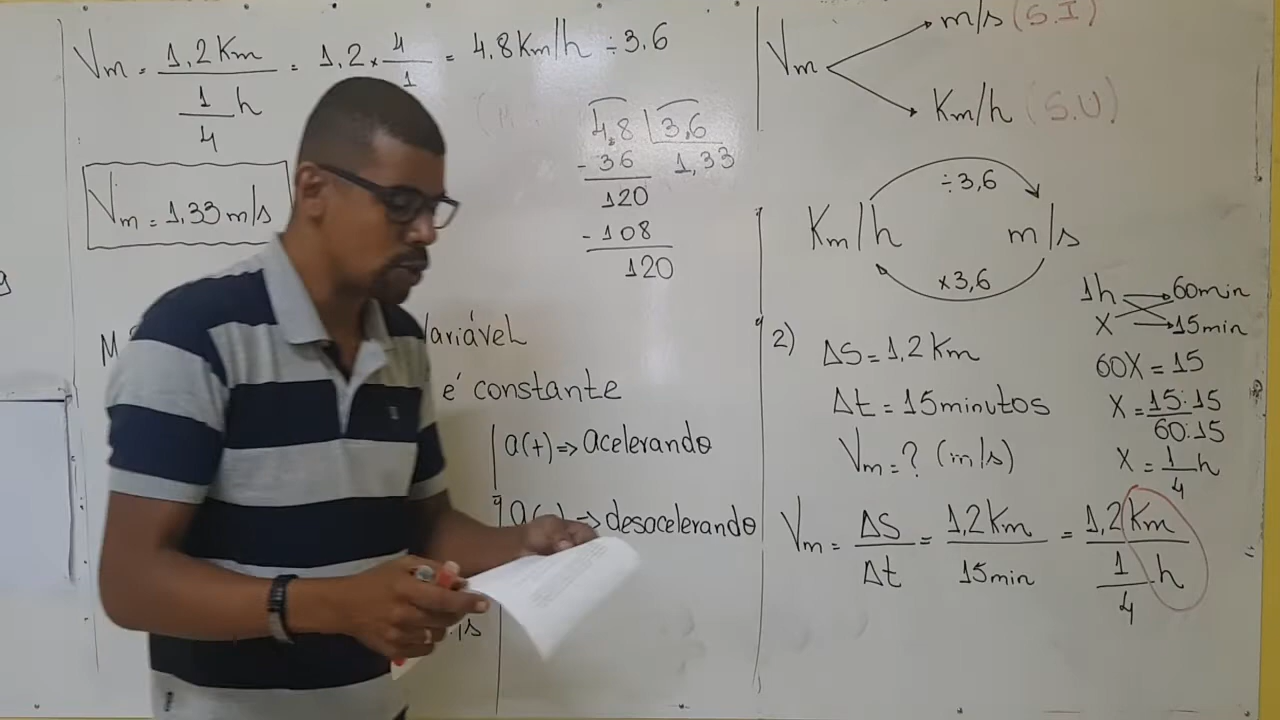 Vm = 1,2 Km / 1/4 h = 1,2 × 4/1 = 4.8 Km/h ÷ 3.6
4,8 | 3,6
- 36 1,33
120
- 108
120
Vm = 1,33 m/s
M
Variável
é constante
a(+) => acelerando
=> desacelerando
Vm
m/s (S.I)
Km/h (S.U)
÷3,6
Km/h m/s
×3,6
2)
ΔS = 1,2 Km
Δt = 15 minutos
Vm = ? (m/s)
1h 60min
X 15min
60X = 15
X = 15:15 / 60:15
X = 1/4 h
Vm = ΔS/Δt = 1,2 Km / 15 min = 1,2 Km / 1/4 h